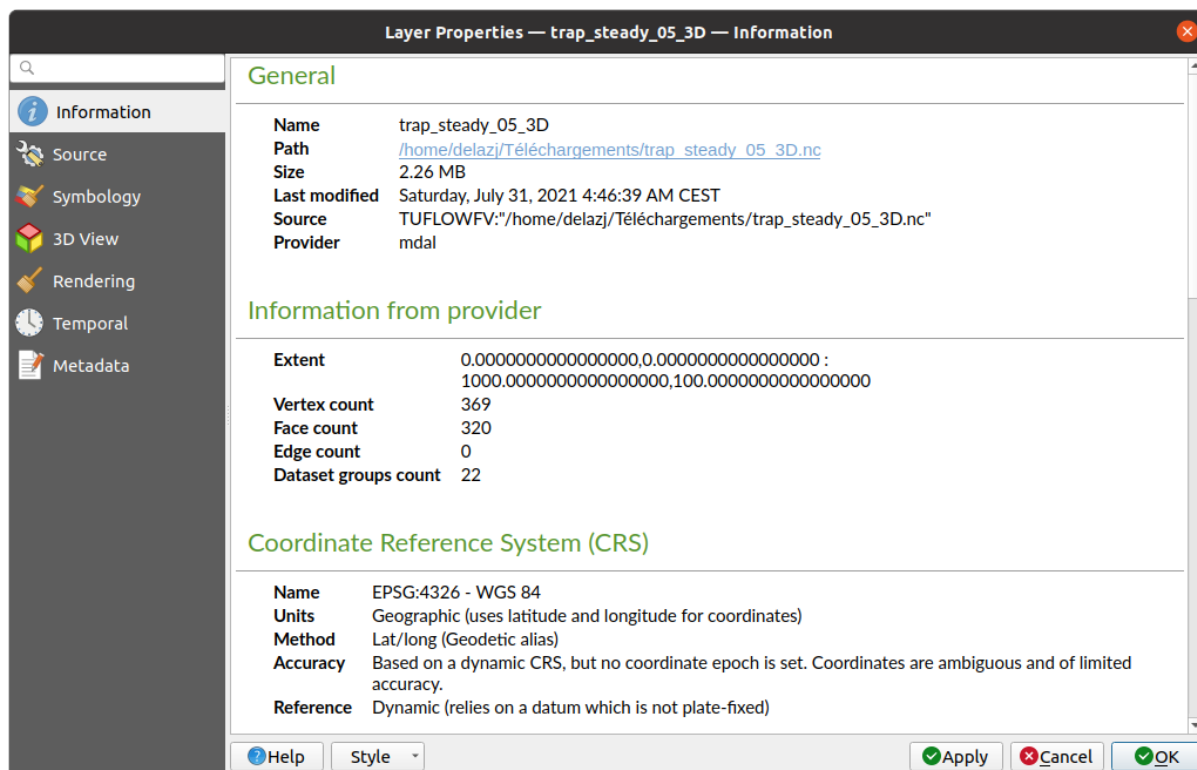 Layer Properties — trap_steady_05_3D — Information
Information
Source
Symbology
3D View
Rendering
Temporal
Metadata
General
Name trap_steady_05_3D
Path /home/delazj/Téléchargements/trap_steady_05_3D.nc
Size 2.26 MB
Last modified Saturday, July 31, 2021 4:46:39 AM CEST
Source TUFLOWFV:"/home/delazj/Téléchargements/trap_steady_05_3D.nc"
Provider mdal
Information from provider
Extent 0.0000000000000000,0.0000000000000000 :
1000.0000000000000000,100.0000000000000000
Vertex count 369
Face count 320
Edge count 0
Dataset groups count 22
Coordinate Reference System (CRS)
Name EPSG:4326 - WGS 84
Units Geographic (uses latitude and longitude for coordinates)
Method Lat/long (Geodetic alias)
Accuracy Based on a dynamic CRS, but no coordinate epoch is set. Coordinates are ambiguous and of limited
accuracy.
Reference Dynamic (relies on a datum which is not plate-fixed)
Help Style Apply Cancel OK